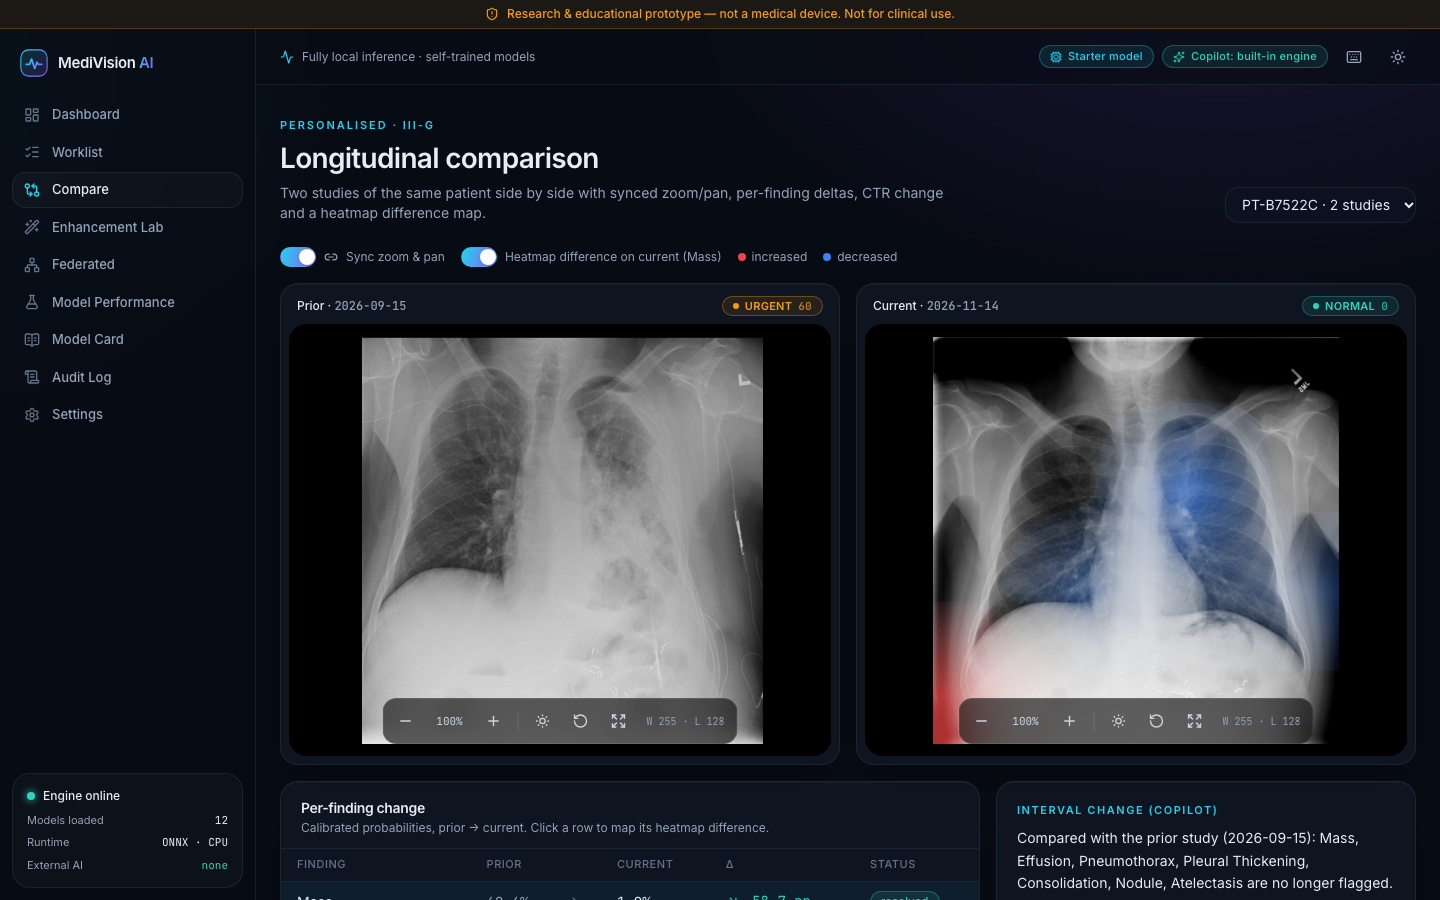 Research & educational prototype — not a medical device. Not for clinical use.
MediVision AI
Fully local inference · self-trained models
Starter model
Copilot: built-in engine
Dashboard
Worklist
Compare
Enhancement Lab
Federated
Model Performance
Model Card
Audit Log
Settings
Engine online
Models loaded 12
Runtime ONNX · CPU
External AI none
PERSONALISED · III-G
Longitudinal comparison
Two studies of the same patient side by side with synced zoom/pan, per-finding deltas, CTR change
and a heatmap difference map.
PT-B7522C · 2 studies
Sync zoom & pan
Heatmap difference on current (Mass)
increased
decreased
Prior · 2026-09-15
URGENT 60
L
100%
W 255 · L 128
Current · 2026-11-14
NORMAL 0
100%
W 255 · L 128
Per-finding change
Calibrated probabilities, prior → current. Click a row to map its heatmap difference.
FINDING PRIOR CURRENT Δ STATUS
Mass
INTERVAL CHANGE (COPILOT)
Compared with the prior study (2026-09-15): Mass,
Effusion, Pneumothorax, Pleural Thickening,
Consolidation, Nodule, Atelectasis are no longer flagged.